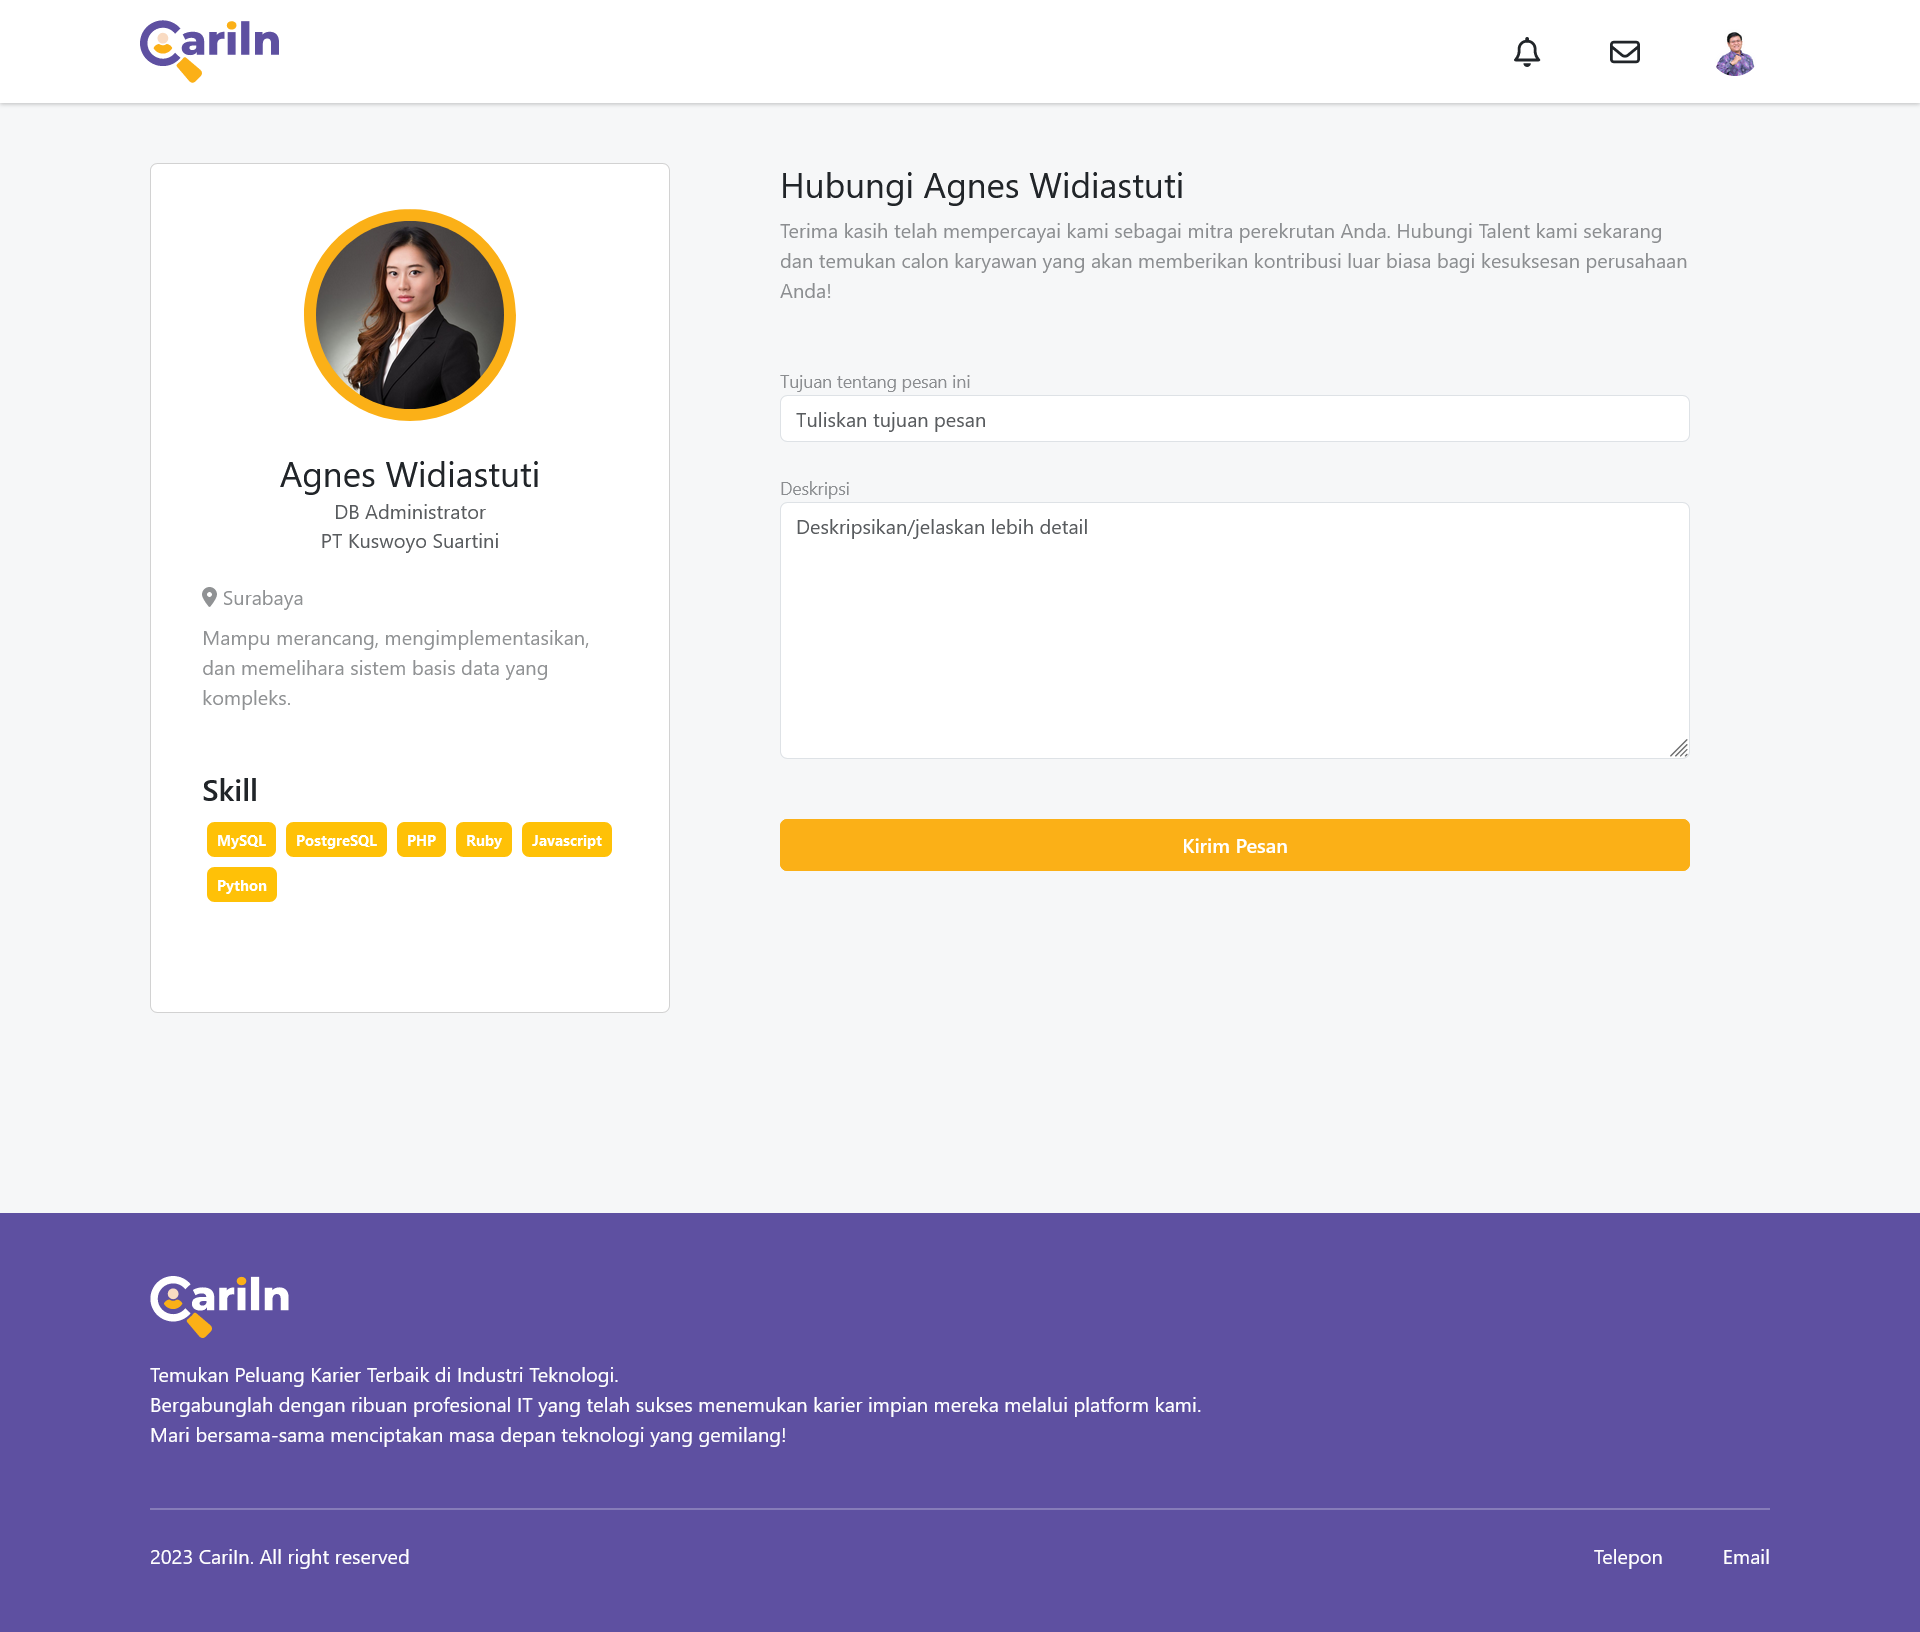 CariIn
Agnes Widiastuti
DB Administrator
PT Kuswoyo Suartini
Surabaya
Mampu merancang, mengimplementasikan,
dan memelihara sistem basis data yang
kompleks.
Skill
MySQL PostgreSQL PHP Ruby Javascript
Python
Hubungi Agnes Widiastuti
Terima kasih telah mempercayai kami sebagai mitra perekrutan Anda. Hubungi Talent kami sekarang
dan temukan calon karyawan yang akan memberikan kontribusi luar biasa bagi kesuksesan perusahaan
Anda!
Tujuan tentang pesan ini
Tuliskan tujuan pesan
Deskripsi
Deskripsikan/jelaskan lebih detail
Kirim Pesan
CariIn
Temukan Peluang Karier Terbaik di Industri Teknologi.
Bergabunglah dengan ribuan profesional IT yang telah sukses menemukan karier impian mereka melalui platform kami.
Mari bersama-sama menciptakan masa depan teknologi yang gemilang!
2023 CariIn. All right reserved
Telepon Email